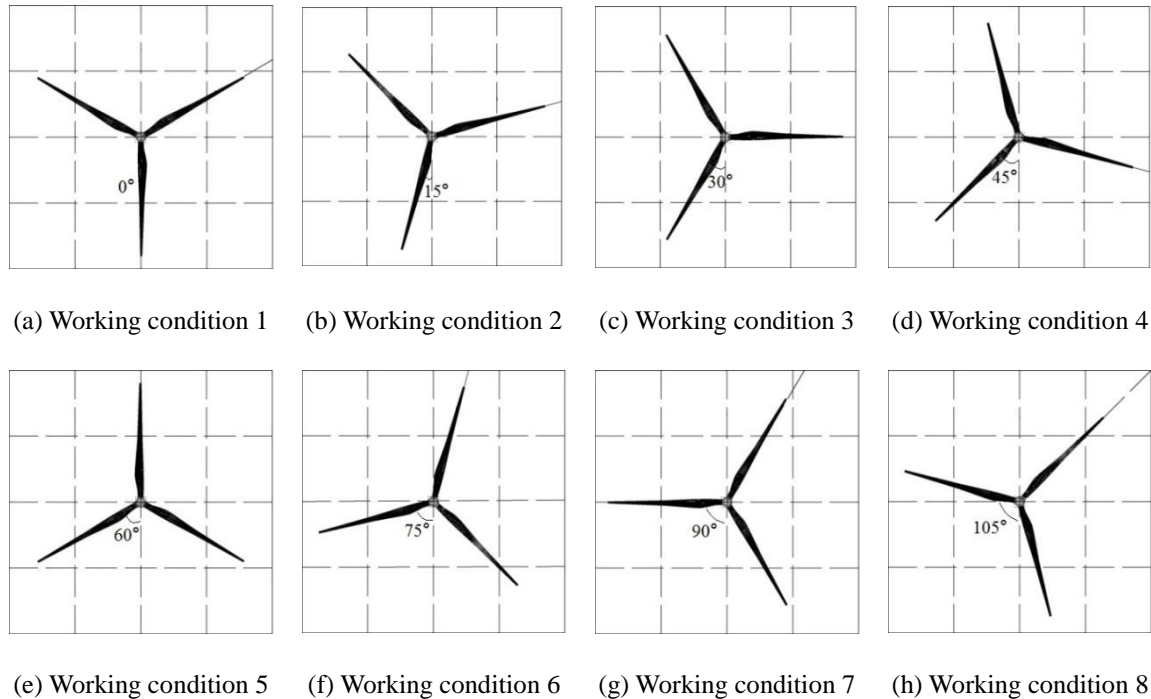 0°
15°
30°
45°
(a) Working condition 1
(b) Working condition 2
(c) Working condition 3
(d) Working condition 4
60°
75°
90°
105°
(e) Working condition 5
(f) Working condition 6
(g) Working condition 7
(h) Working condition 8